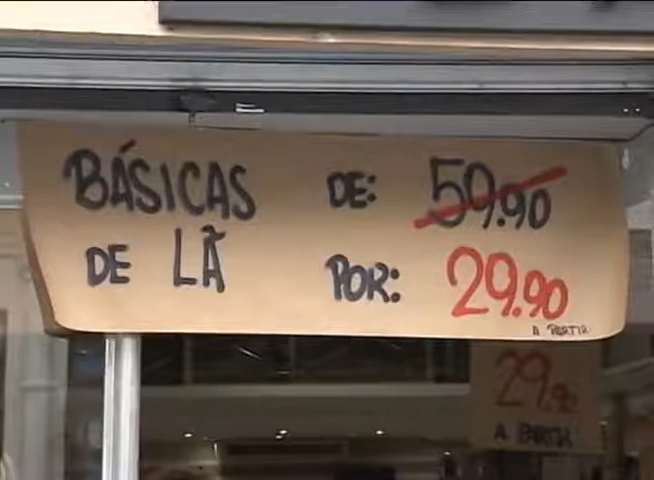 BÁSICAS DE: 59.90
DE LÃ POR: 29.90
A PARTIR
29.90
A PARTIR